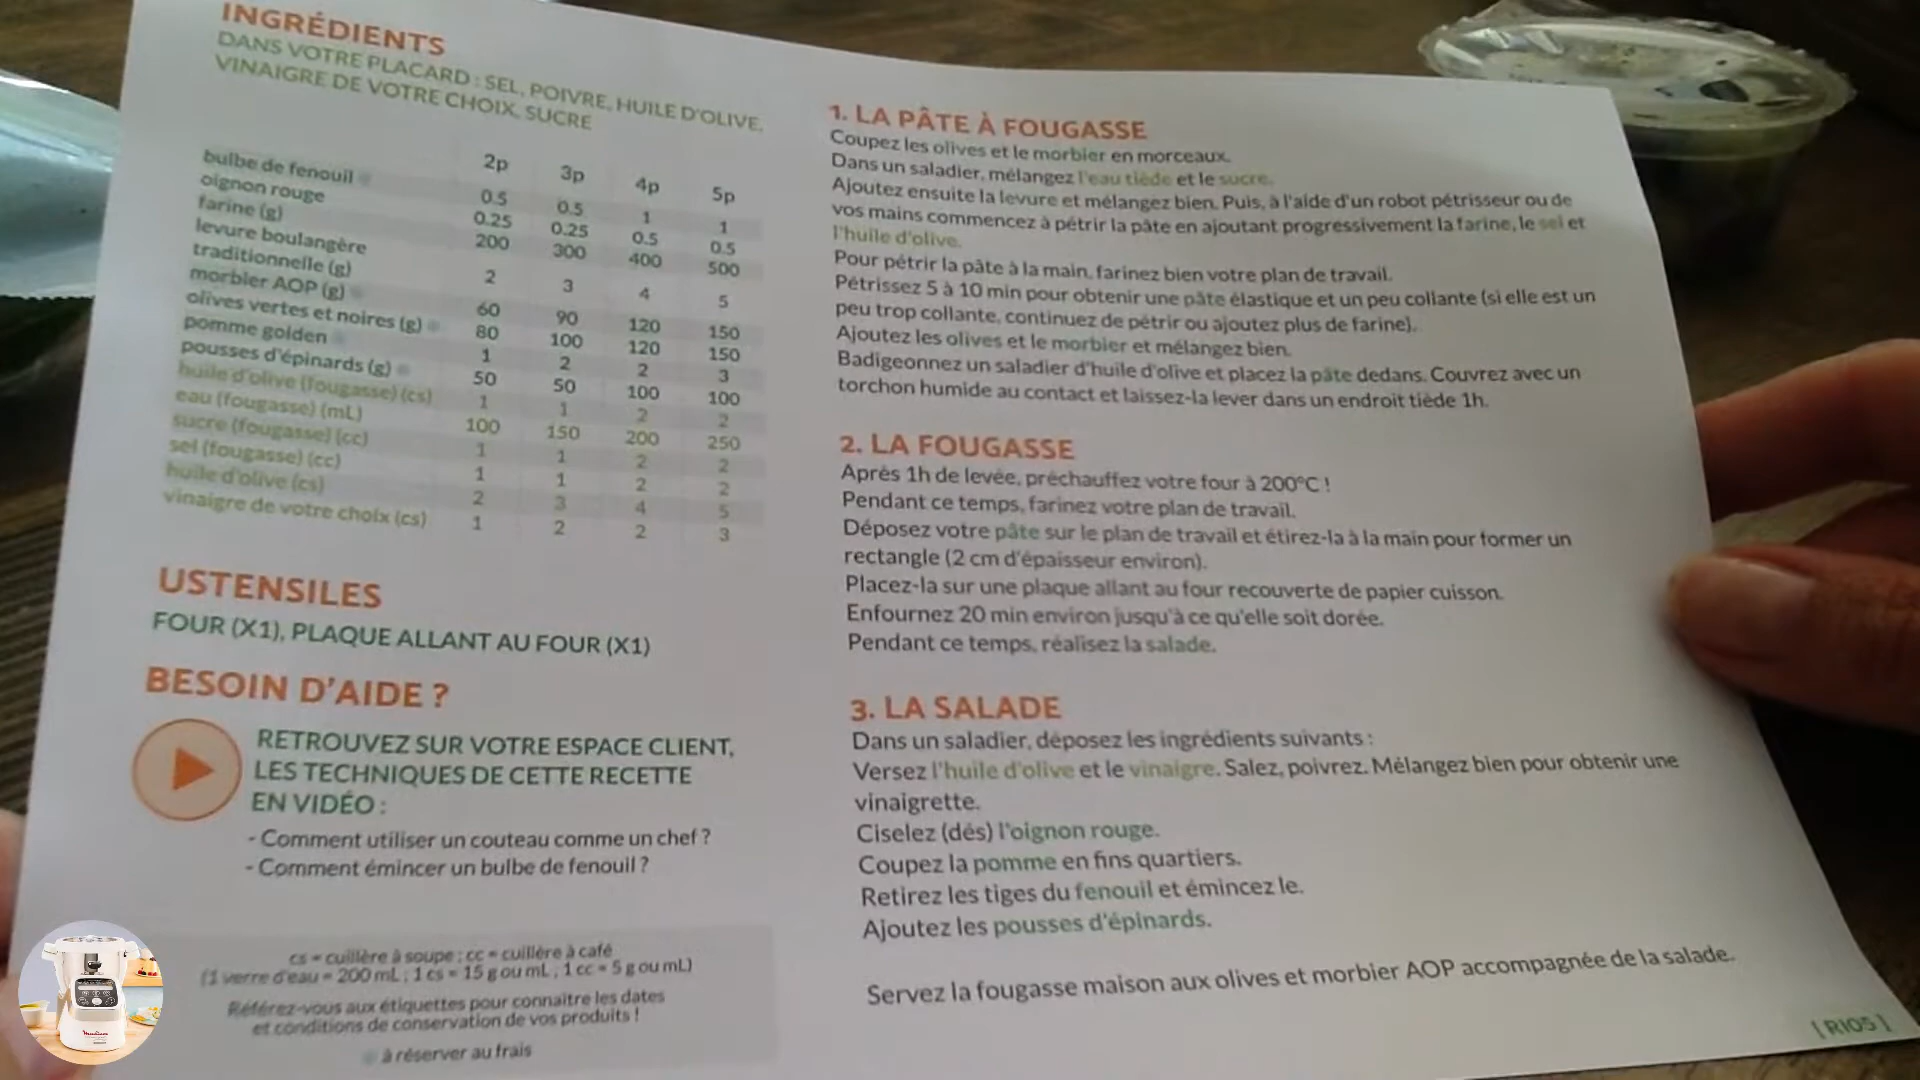 INGRÉDIENTS
DANS VOTRE PLACARD : SEL, POIVRE, HUILE D'OLIVE,
VINAIGRE DE VOTRE CHOIX, SUCRE
2p 3p 4p 5p
bulbe de fenouil 0.5 0.5 1 1
oignon rouge 0.25 0.25 0.5 0.5
farine (g) 200 300 400 500
levure boulangère
traditionnelle (g) 2 3 4 5
morbier AOP (g) 60 90 120 150
olives vertes et noires (g) 80 100 120 150
pomme golden 1 2 2 3
pousses d'épinards (g) 50 50 100 100
huile d'olive (fougasse) (cs) 1 1 2 2
eau (fougasse) (mL) 100 150 200 250
sucre (fougasse) (cc) 1 1 2 2
sel (fougasse) (cc) 1 1 2 2
huile d'olive (cs) 2 3 4 5
vinaigre de votre choix (cs) 1 2 2 3
USTENSILES
FOUR (X1), PLAQUE ALLANT AU FOUR (X1)
BESOIN D'AIDE ?
RETROUVEZ SUR VOTRE ESPACE CLIENT,
LES TECHNIQUES DE CETTE RECETTE
EN VIDÉO :
- Comment utiliser un couteau comme un chef ?
- Comment émincer un bulbe de fenouil ?
cs = cuillère à soupe ; cc = cuillère à café
(1 verre d'eau = 200 mL ; 1 cs = 15 g ou mL ; 1 cc = 5 g ou mL)
Référez-vous aux étiquettes pour connaître les dates
et conditions de conservation de vos produits !
à réserver au frais
1. LA PÂTE À FOUGASSE
Coupez les olives et le morbier en morceaux.
Dans un saladier, mélangez l'eau tiède et le sucre.
Ajoutez ensuite la levure et mélangez bien. Puis, à l'aide d'un robot pétrisseur ou de
vos mains commencez à pétrir la pâte en ajoutant progressivement la farine, le sel et
l'huile d'olive.
Pour pétrir la pâte à la main, farinez bien votre plan de travail.
Pétrissez 5 à 10 min pour obtenir une pâte élastique et un peu collante (si elle est un
peu trop collante, continuez de pétrir ou ajoutez plus de farine).
Ajoutez les olives et le morbier et mélangez bien.
Badigeonnez un saladier d'huile d'olive et placez la pâte dedans. Couvrez avec un
torchon humide au contact et laissez-la lever dans un endroit tiède 1h.
2. LA FOUGASSE
Après 1h de levée, préchauffez votre four à 200°C !
Pendant ce temps, farinez votre plan de travail.
Déposez votre pâte sur le plan de travail et étirez-la à la main pour former un
rectangle (2 cm d'épaisseur environ).
Placez-la sur une plaque allant au four recouverte de papier cuisson.
Enfournez 20 min environ jusqu'à ce qu'elle soit dorée.
Pendant ce temps, réalisez la salade.
3. LA SALADE
Dans un saladier, déposez les ingrédients suivants :
Versez l'huile d'olive et le vinaigre. Salez, poivrez. Mélangez bien pour obtenir une
vinaigrette.
Ciselez (dés) l'oignon rouge.
Coupez la pomme en fins quartiers.
Retirez les tiges du fenouil et émincez le.
Ajoutez les pousses d'épinards.
Servez la fougasse maison aux olives et morbier AOP accompagnée de la salade.
[ RIO5 ]